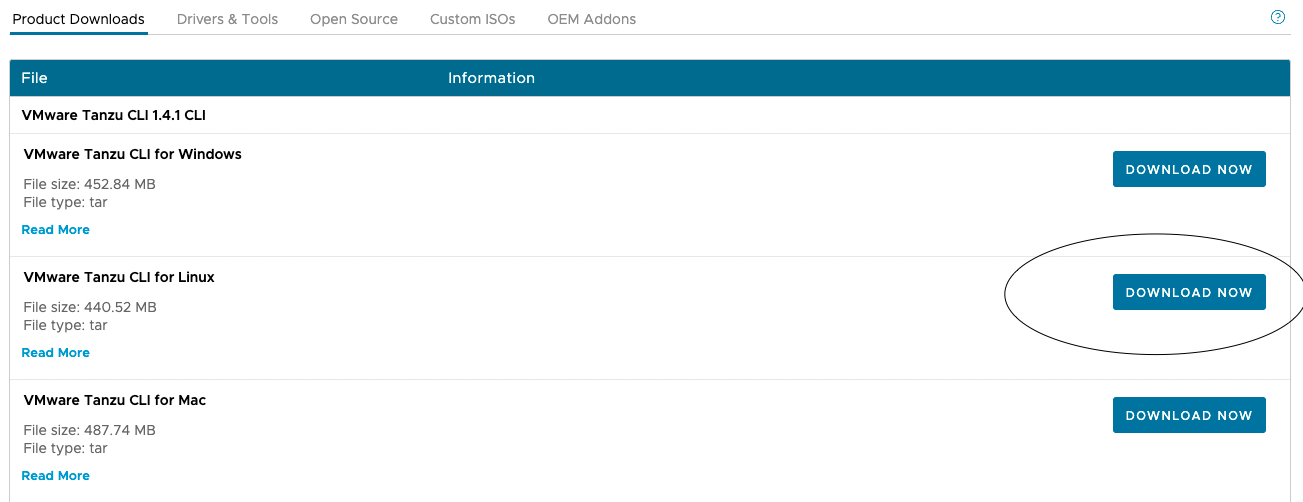 Product Downloads Drivers & Tools Open Source Custom ISOs OEM Addons ?
File Information
VMware Tanzu CLI 1.4.1 CLI
VMware Tanzu CLI for Windows
DOWNLOAD NOW
File size: 452.84 MB
File type: tar
Read More
VMware Tanzu CLI for Linux
DOWNLOAD NOW
File size: 440.52 MB
File type: tar
Read More
VMware Tanzu CLI for Mac
DOWNLOAD NOW
File size: 487.74 MB
File type: tar
Read More